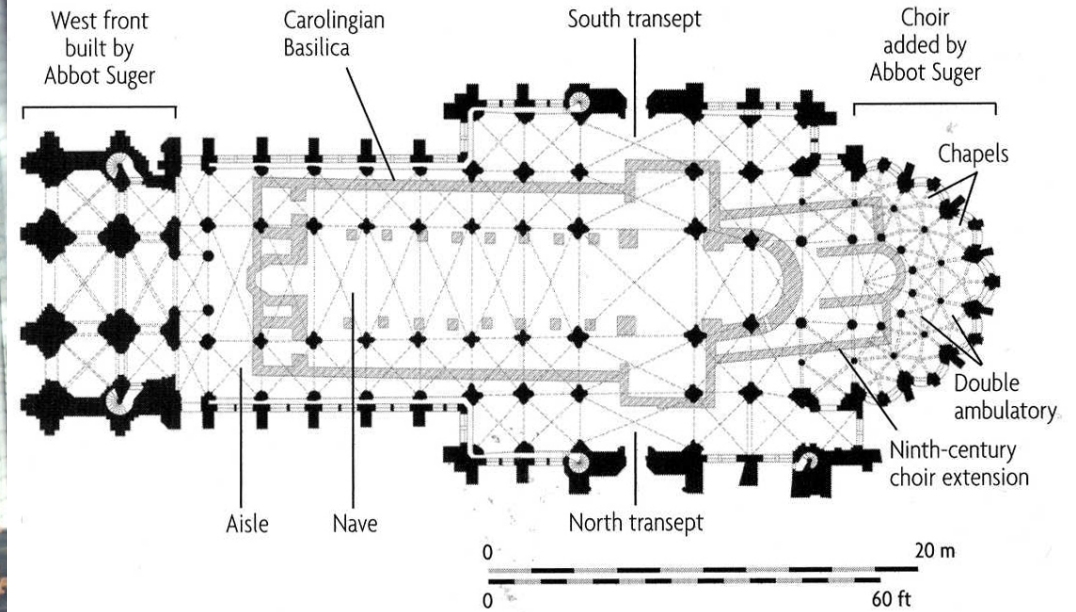 West front
built by
Abbot Suger
Carolingian
Basilica
South transept
Choir
added by
Abbot Suger
Chapels
Double
ambulatory
Ninth-century
choir extension
Aisle
Nave
North transept
0
20 m
0
60 ft